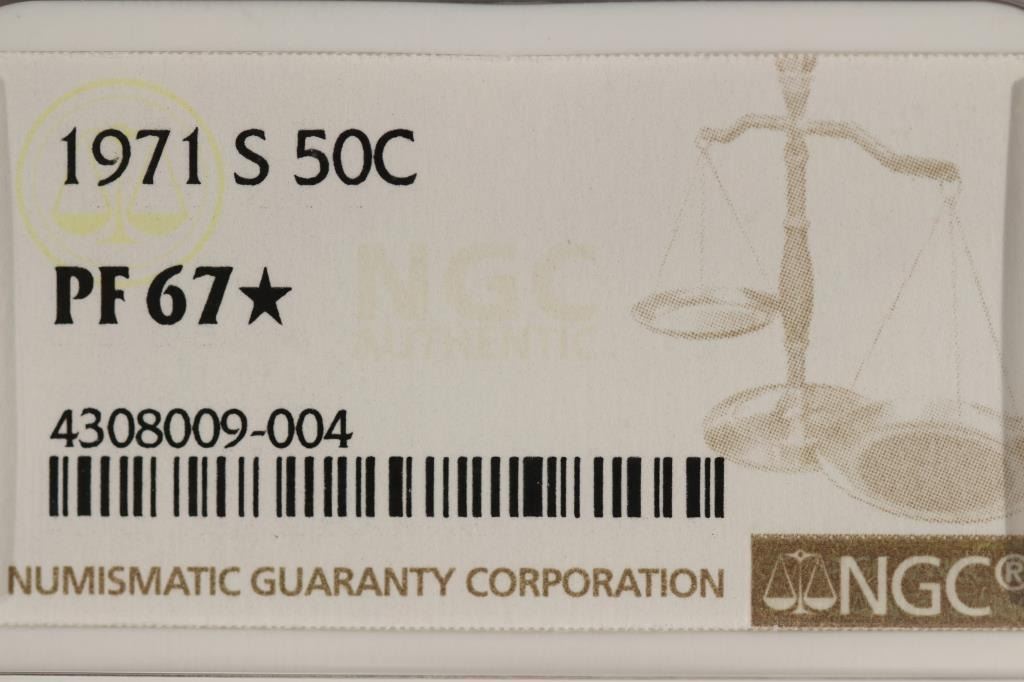 1971 S 50C
PF 67★
NGC
AUTHENTIC
4308009-004
NUMISMATIC GUARANTY CORPORATION
NGC®